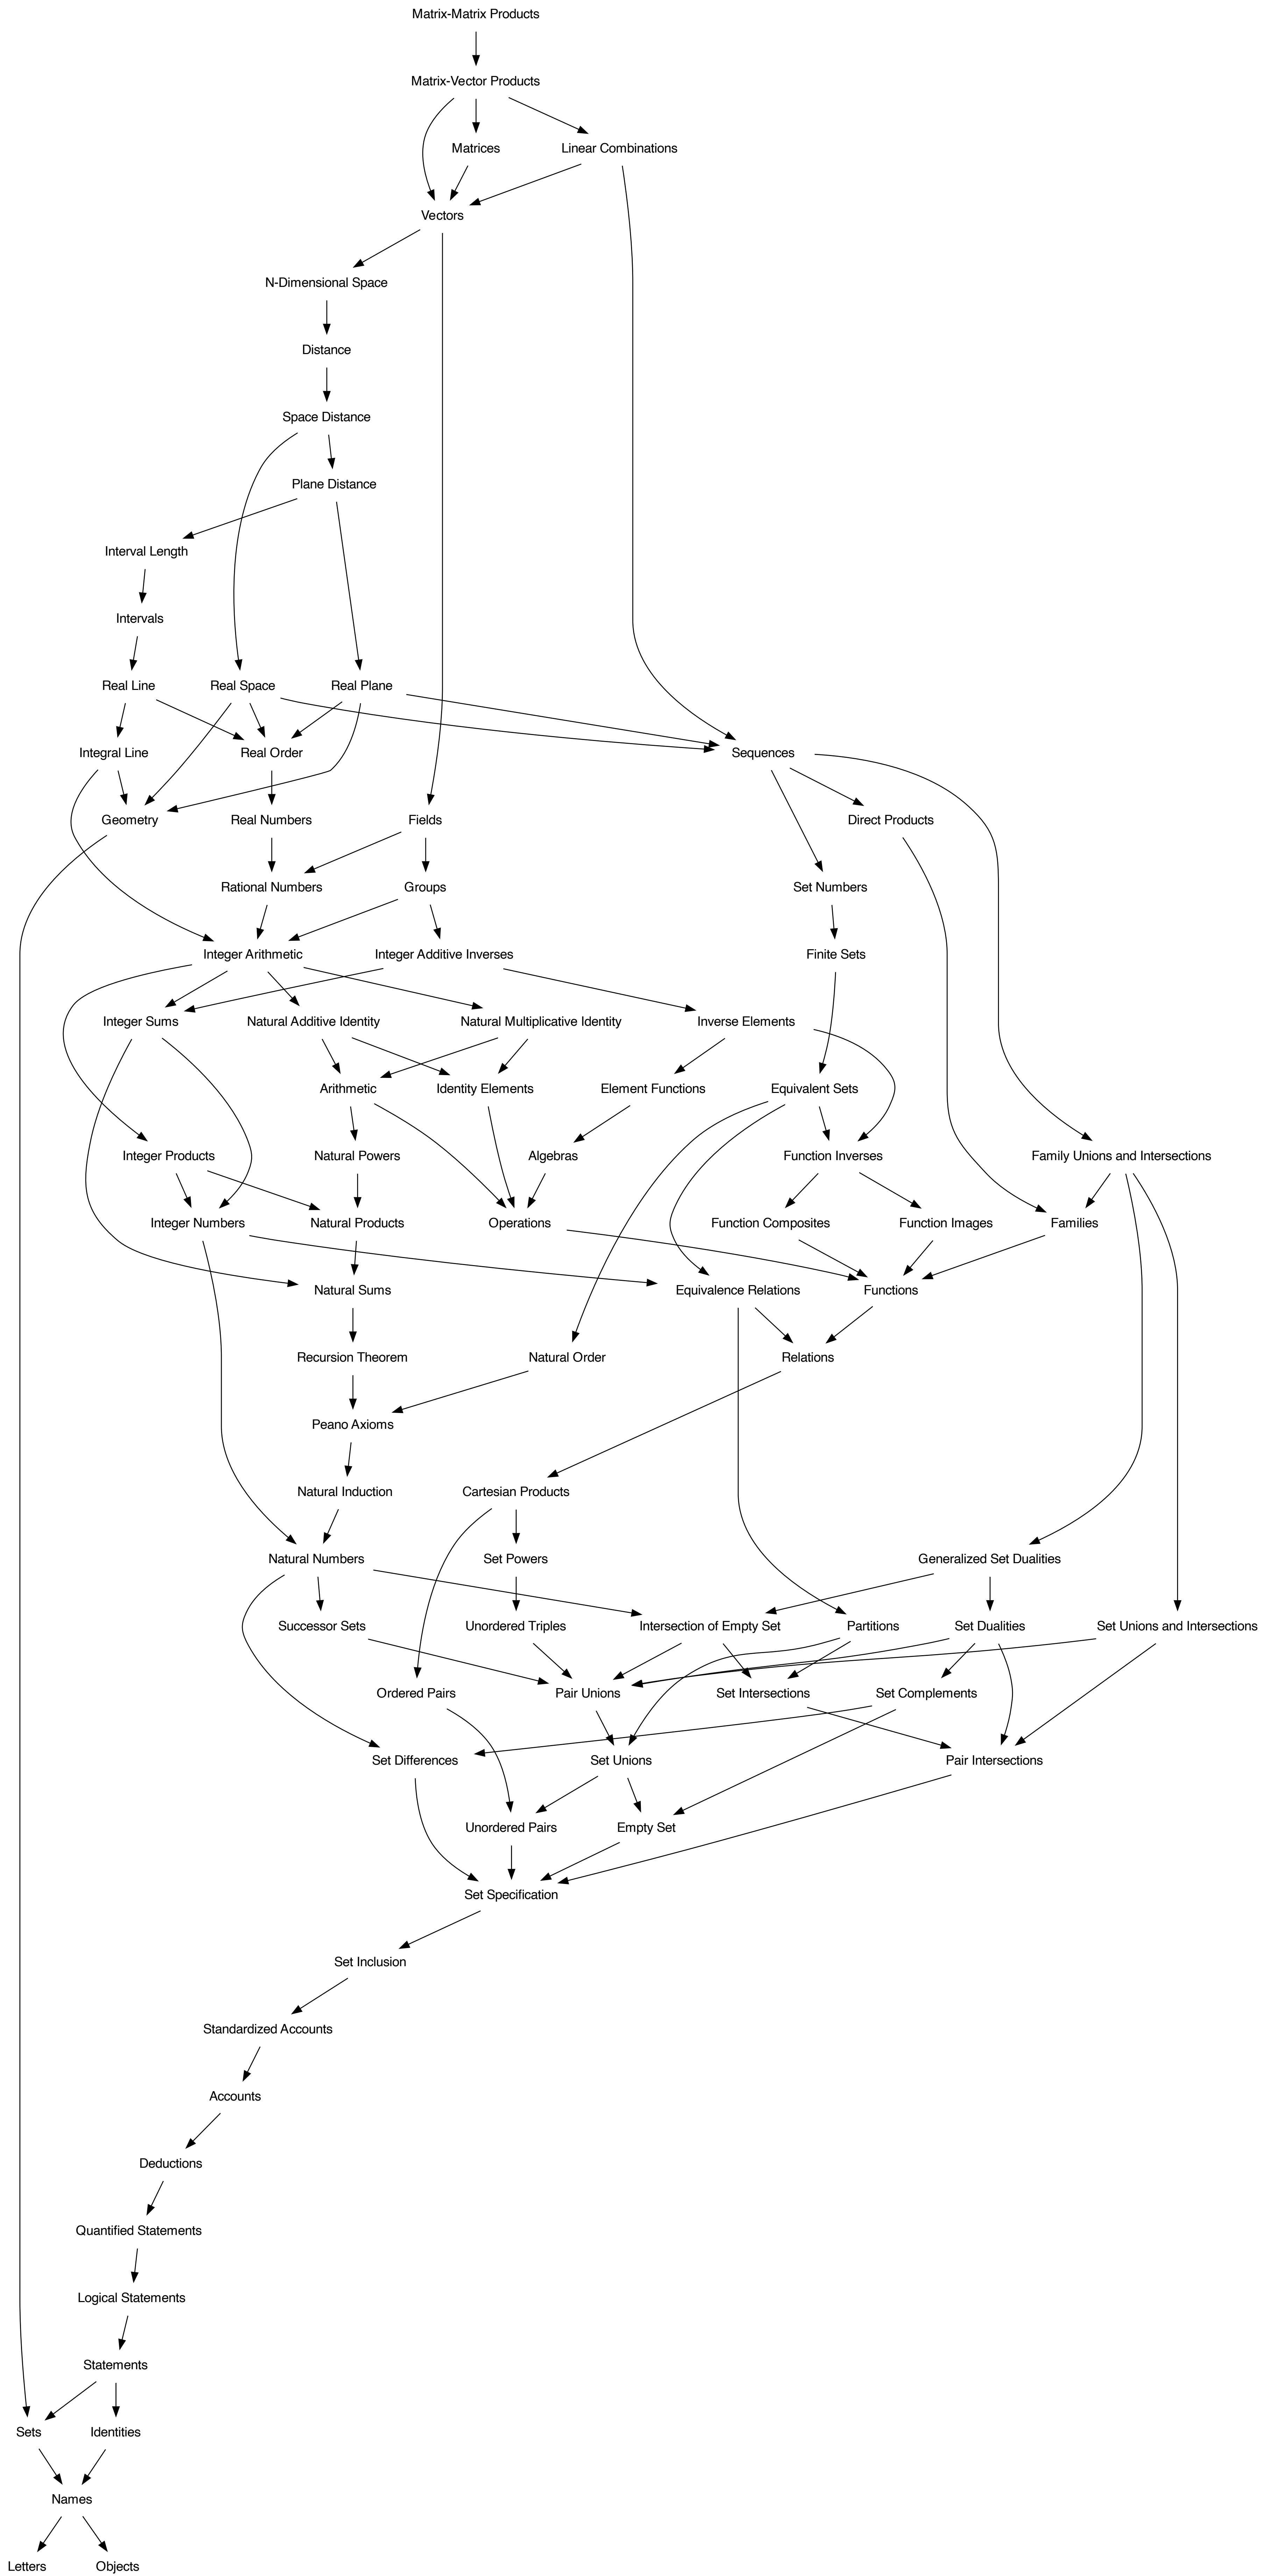 Matrix-Matrix Products
Matrix-Vector Products
Matrices
Linear Combinations
Vectors
N-Dimensional Space
Distance
Space Distance
Plane Distance
Interval Length
Intervals
Real Line
Real Space
Real Plane
Integral Line
Real Order
Sequences
Geometry
Real Numbers
Fields
Direct Products
Rational Numbers
Groups
Set Numbers
Integer Arithmetic
Integer Additive Inverses
Finite Sets
Integer Sums
Natural Additive Identity
Natural Multiplicative Identity
Inverse Elements
Arithmetic
Identity Elements
Element Functions
Equivalent Sets
Integer Products
Natural Powers
Algebras
Function Inverses
Family Unions and Intersections
Integer Numbers
Natural Products
Operations
Function Composites
Function Images
Families
Natural Sums
Equivalence Relations
Functions
Recursion Theorem
Natural Order
Relations
Peano Axioms
Natural Induction
Cartesian Products
Natural Numbers
Set Powers
Generalized Set Dualities
Successor Sets
Unordered Triples
Intersection of Empty Set
Partitions
Set Dualities
Set Unions and Intersections
Ordered Pairs
Pair Unions
Set Intersections
Set Complements
Set Differences
Set Unions
Pair Intersections
Unordered Pairs
Empty Set
Set Specification
Set Inclusion
Standardized Accounts
Accounts
Deductions
Quantified Statements
Logical Statements
Statements
Sets
Identities
Names
Letters
Objects